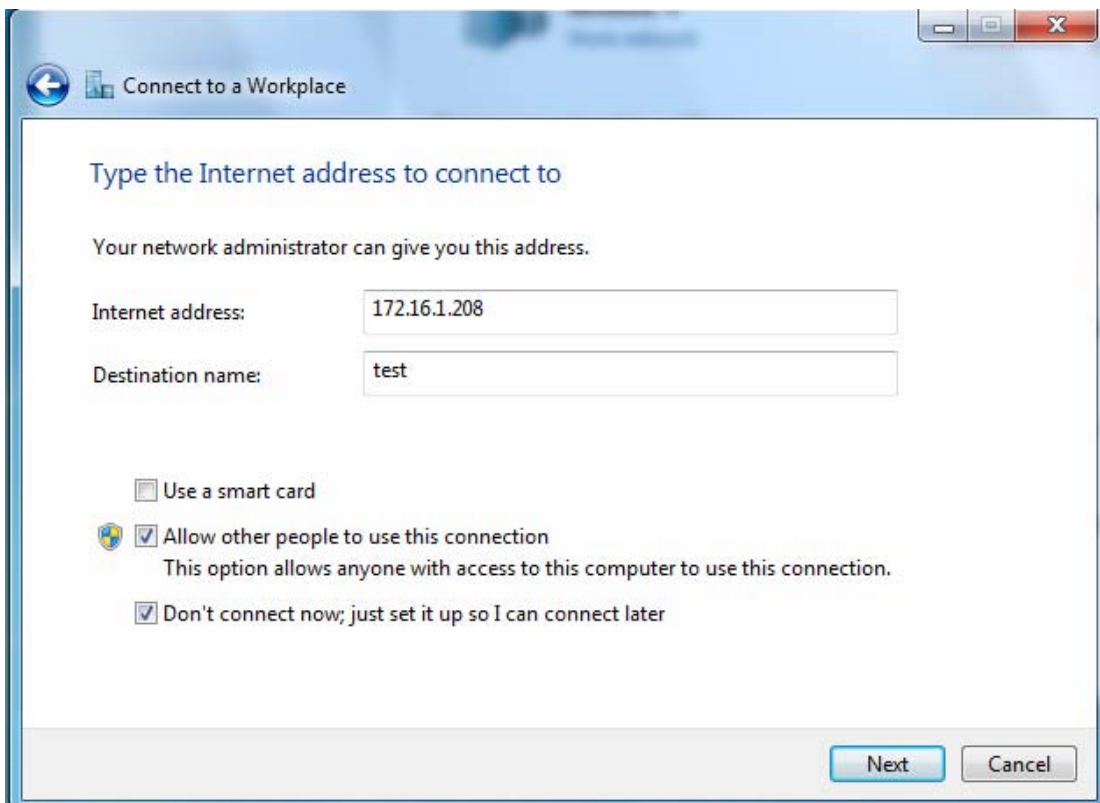 Connect to a Workplace
Type the Internet address to connect to
Your network administrator can give you this address.
Internet address: 172.16.1.208
Destination name: test
Use a smart card
Allow other people to use this connection
This option allows anyone with access to this computer to use this connection.
Don't connect now; just set it up so I can connect later
Next Cancel